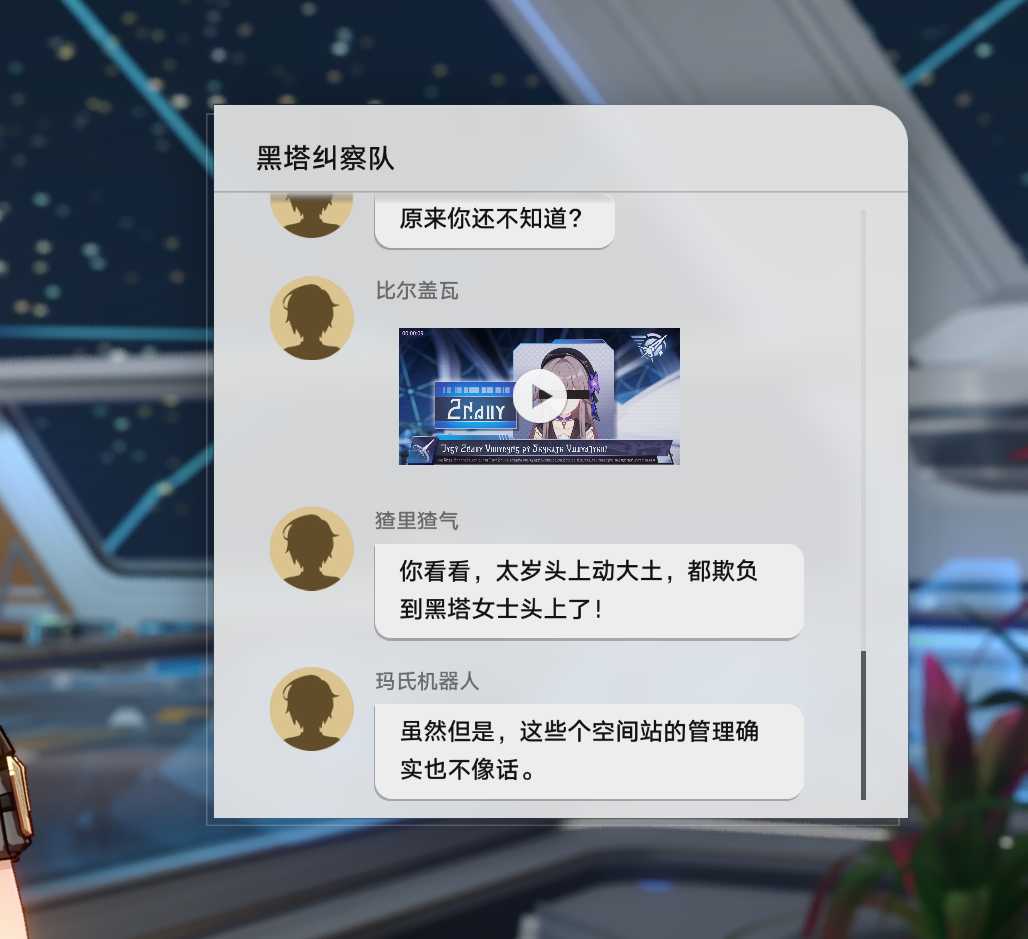 黑塔纠察队
原来你还不知道？
比尔盖瓦
00:00:09
猹里猹气
你看看，太岁头上动大土，都欺负
到黑塔女士头上了！
玛氏机器人
虽然但是，这些个空间站的管理确
实也不像话。